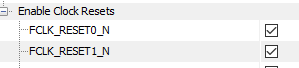 Enable Clock Resets
FCLK_RESET0_N
FCLK_RESET1_N